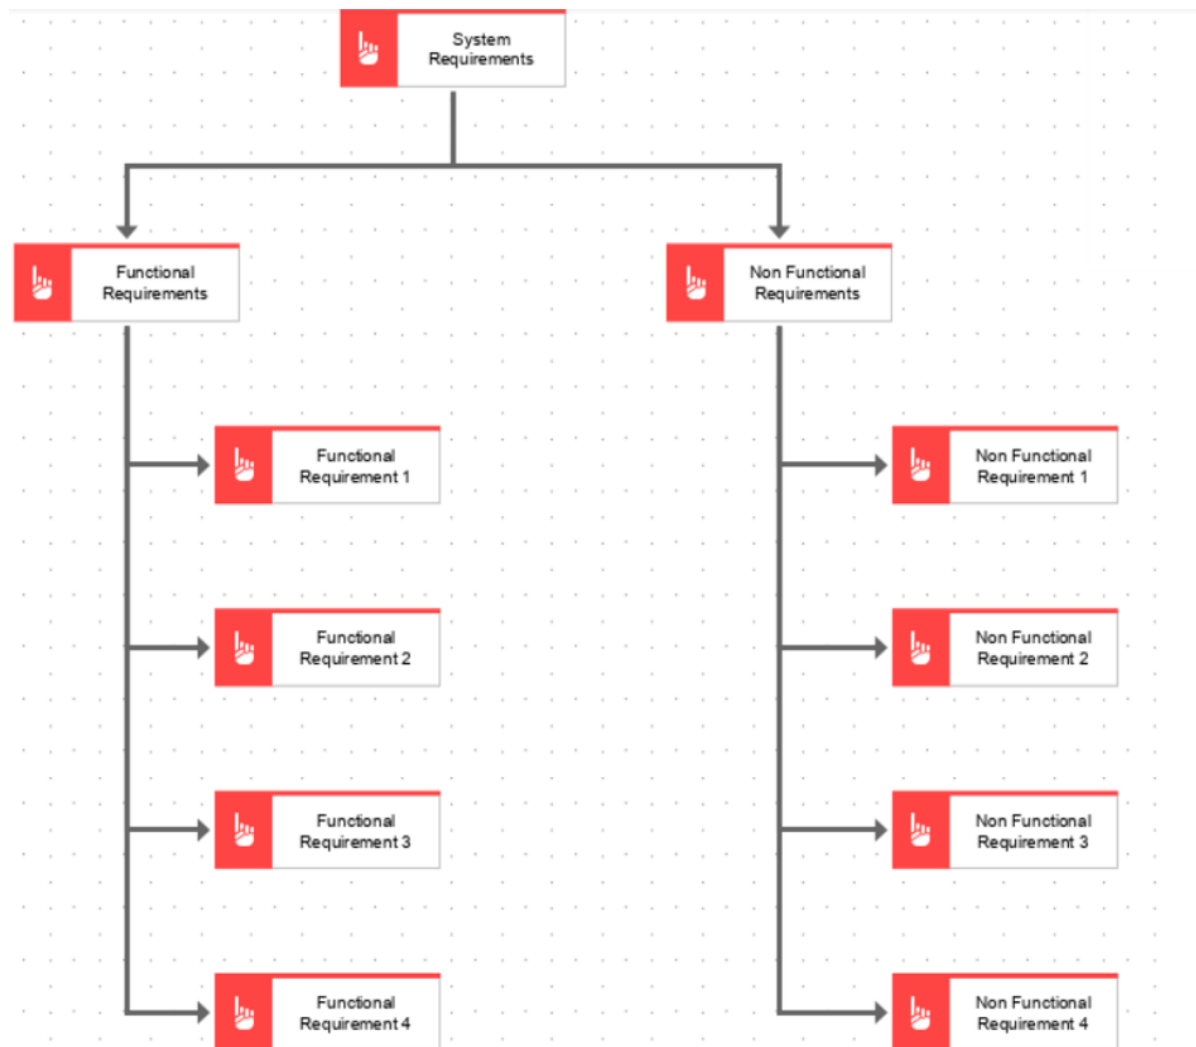 System
Requirements
Functional
Requirements
Non Functional
Requirements
Functional
Requirement 1
Non Functional
Requirement 1
Functional
Requirement 2
Non Functional
Requirement 2
Functional
Requirement 3
Non Functional
Requirement 3
Functional
Requirement 4
Non Functional
Requirement 4